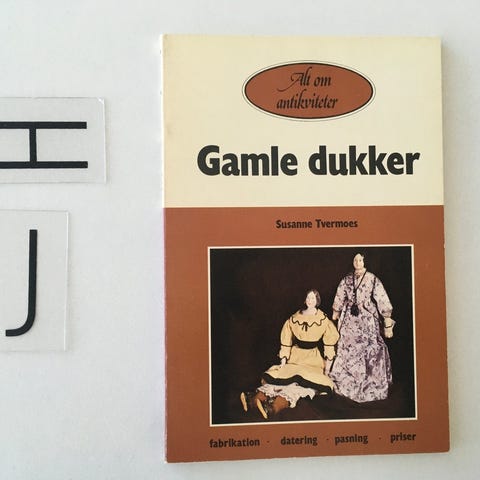 Alt om
antikviteter
Gamle dukker
Susanne Tvermoes
fabrikation · datering · pasning · priser
H
J